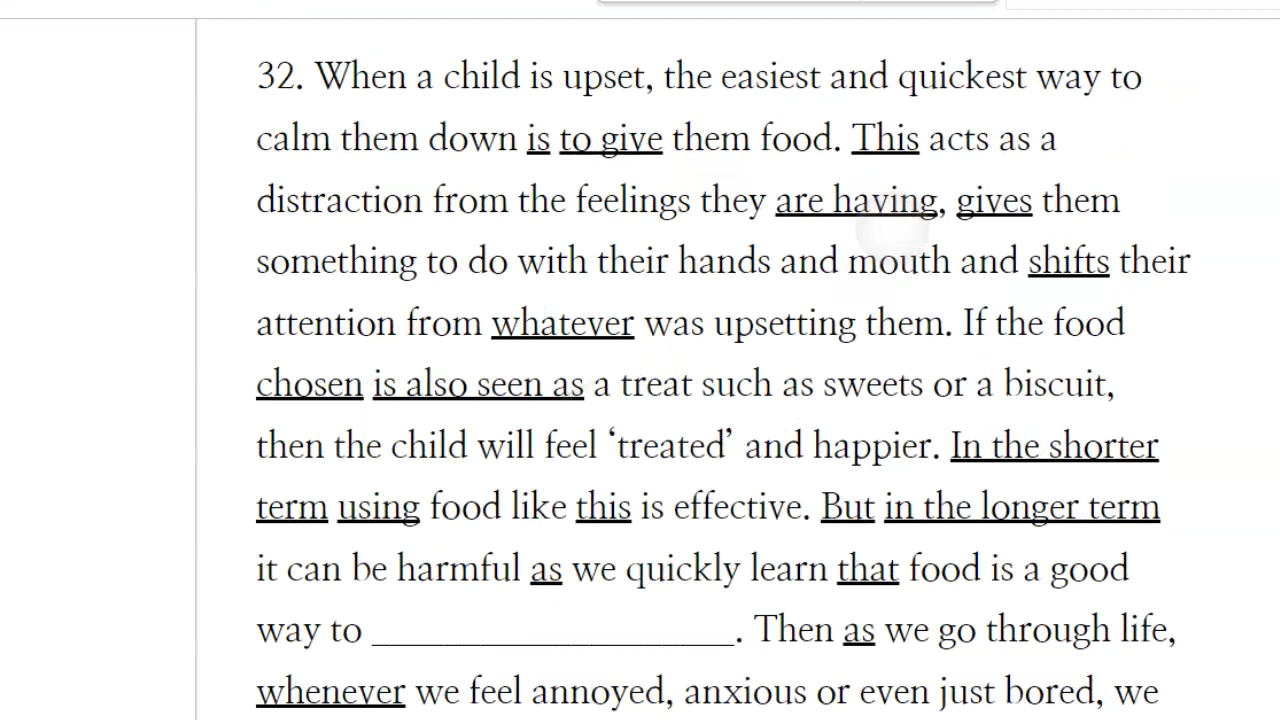 32. When a child is upset, the easiest and quickest way to
calm them down is to give them food. This acts as a
distraction from the feelings they are having, gives them
something to do with their hands and mouth and shifts their
attention from whatever was upsetting them. If the food
chosen is also seen as a treat such as sweets or a biscuit,
then the child will feel ‘treated’ and happier. In the shorter
term using food like this is effective. But in the longer term
it can be harmful as we quickly learn that food is a good
way to ____________________. Then as we go through life,
whenever we feel annoyed, anxious or even just bored, we